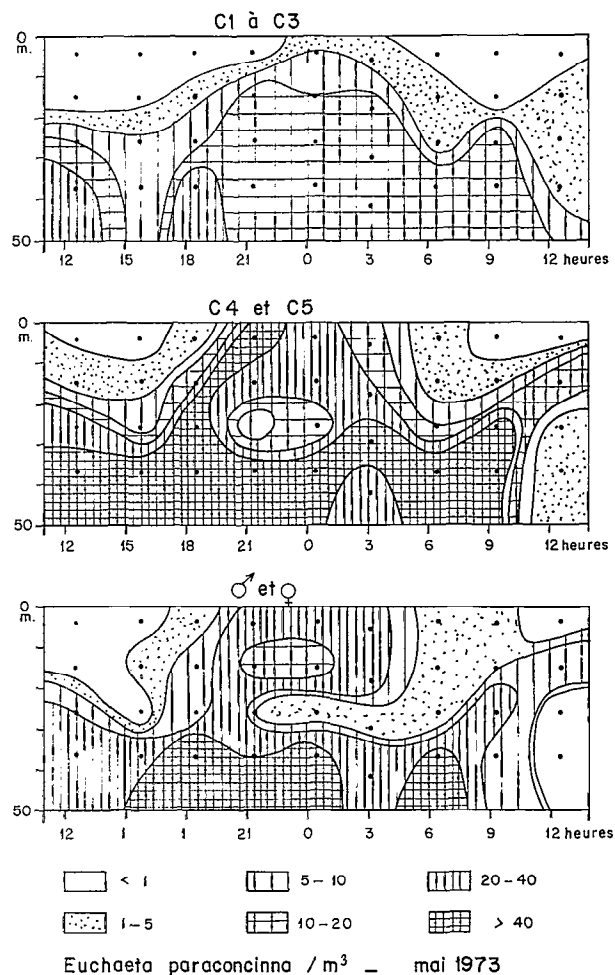 C1 à C3
0
m.
50
12 15 18 21 0 3 6 9 12 heures
C4 et C5
0
m.
50
12 15 18 21 0 3 6 9 12 heures
♂ et ♀
0
m.
50
12 1 1 21 0 3 6 9 12 heures
< 1 5-10 20-40
1-5 10-20 > 40
Euchaeta paraconcinna /m³ _ mai 1973